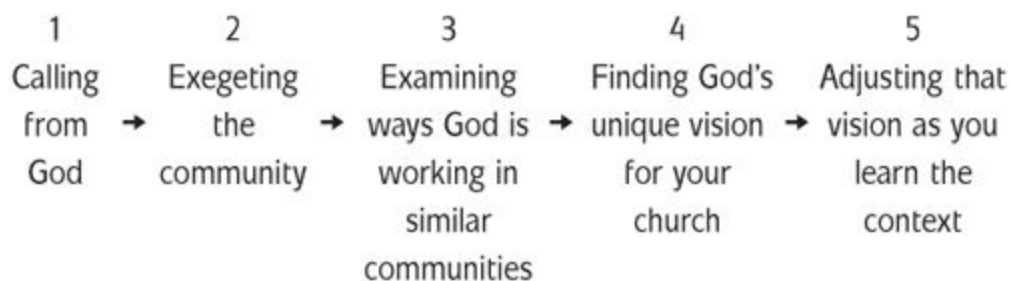 1 2 3 4 5
Calling Exegeting Examining Finding God's Adjusting that
from → the → ways God is → unique vision → vision as you
God community working in for your learn the
similar church context
communities